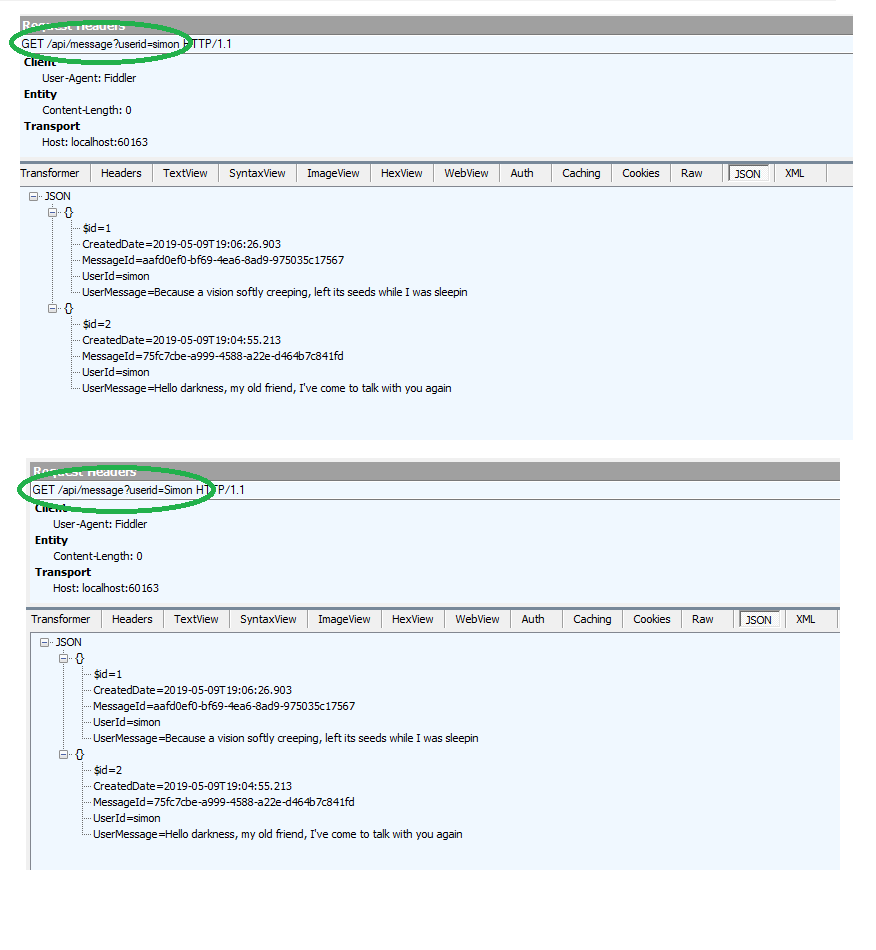 Request Headers
GET /api/message?userid=simon HTTP/1.1
Client
User-Agent: Fiddler
Entity
Content-Length: 0
Transport
Host: localhost:60163
Transformer Headers TextView SyntaxView ImageView HexView WebView Auth Caching Cookies Raw JSON XML
JSON
{}
$id=1
CreatedDate=2019-05-09T19:06:26.903
MessageId=aafd0ef0-bf69-4ea6-8ad9-975035c17567
UserId=simon
UserMessage=Because a vision softly creeping, left its seeds while I was sleepin
{}
$id=2
CreatedDate=2019-05-09T19:04:55.213
MessageId=75fc7cbe-a999-4588-a22e-d464b7c841fd
UserId=simon
UserMessage=Hello darkness, my old friend, I've come to talk with you again
Request Headers
GET /api/message?userid=Simon HTTP/1.1
Client
User-Agent: Fiddler
Entity
Content-Length: 0
Transport
Host: localhost:60163
Transformer Headers TextView SyntaxView ImageView HexView WebView Auth Caching Cookies Raw JSON XML
JSON
{}
$id=1
CreatedDate=2019-05-09T19:06:26.903
MessageId=aafd0ef0-bf69-4ea6-8ad9-975035c17567
UserId=simon
UserMessage=Because a vision softly creeping, left its seeds while I was sleepin
{}
$id=2
CreatedDate=2019-05-09T19:04:55.213
MessageId=75fc7cbe-a999-4588-a22e-d464b7c841fd
UserId=simon
UserMessage=Hello darkness, my old friend, I've come to talk with you again